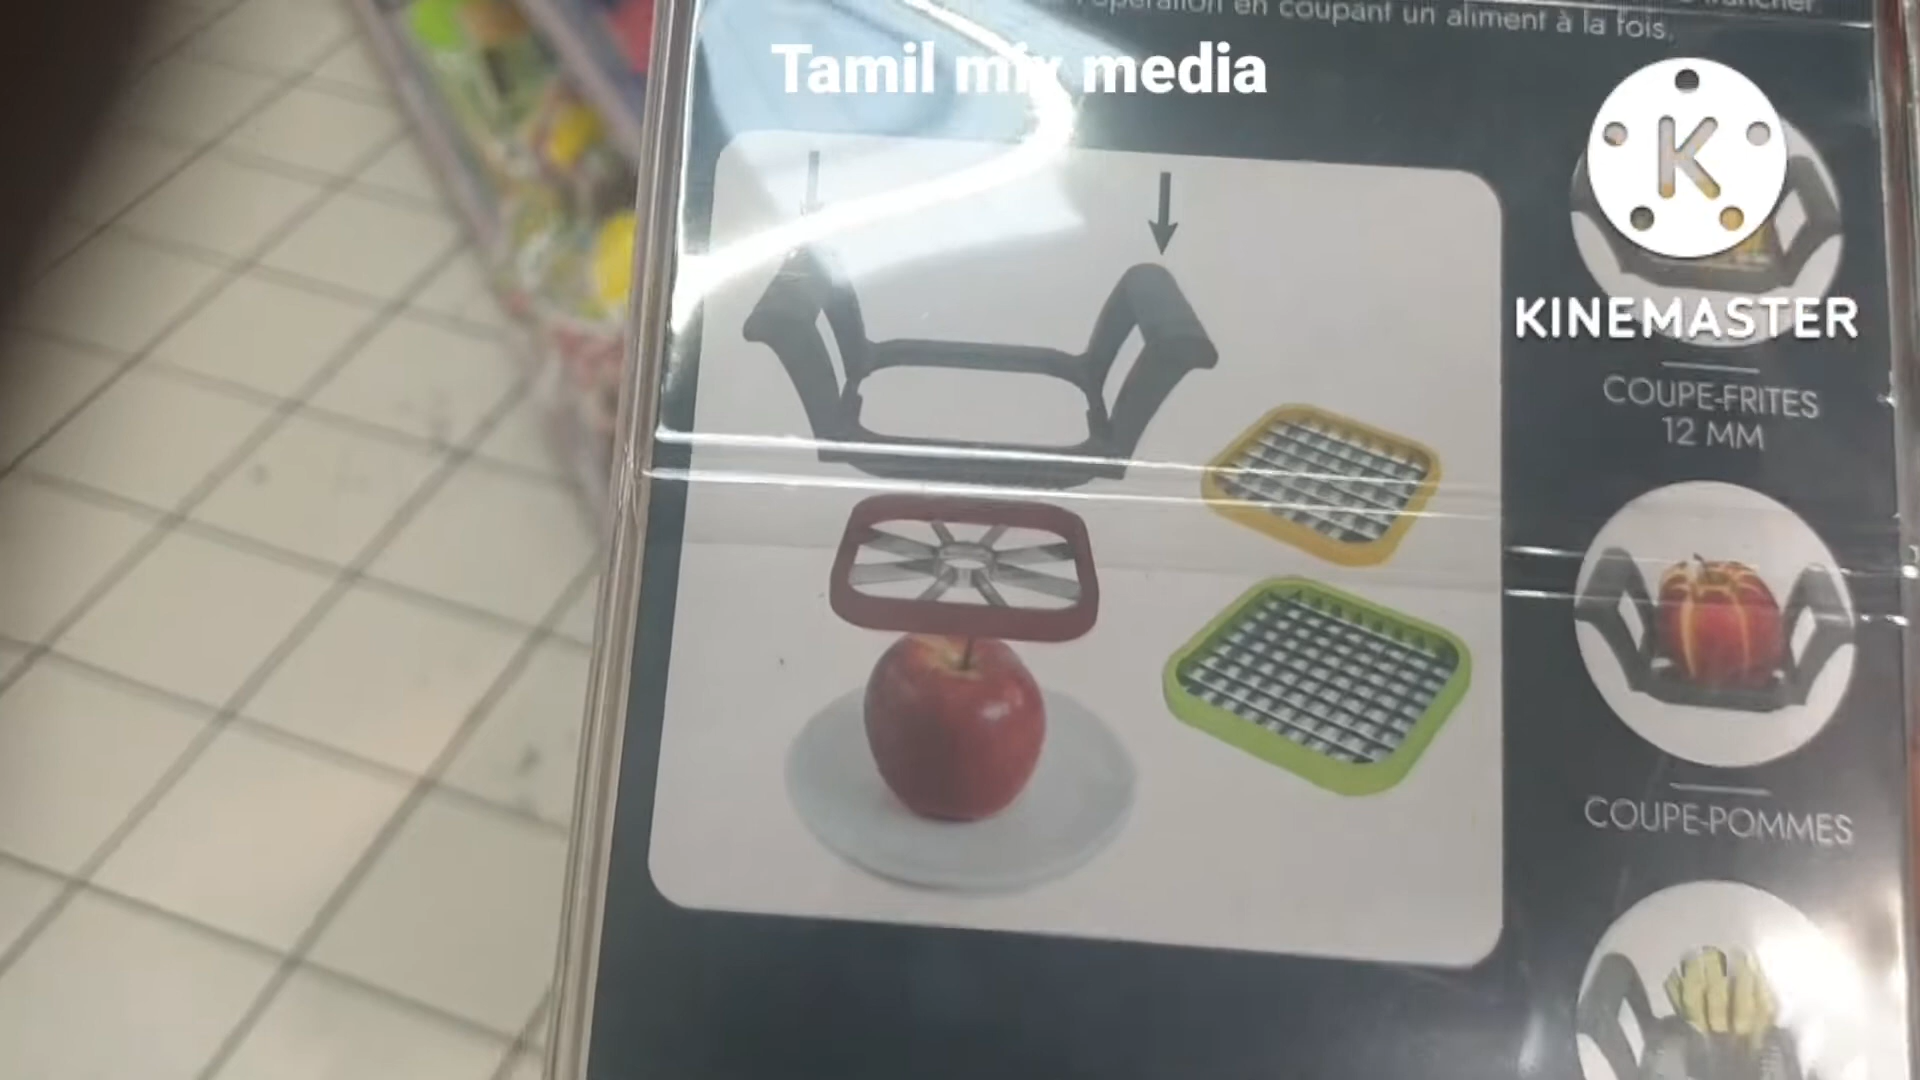 l'opération en coupant un aliment à la fois.
Tamil mix media
K
KINEMASTER
COUPE-FRITES
12 MM
COUPE-POMMES